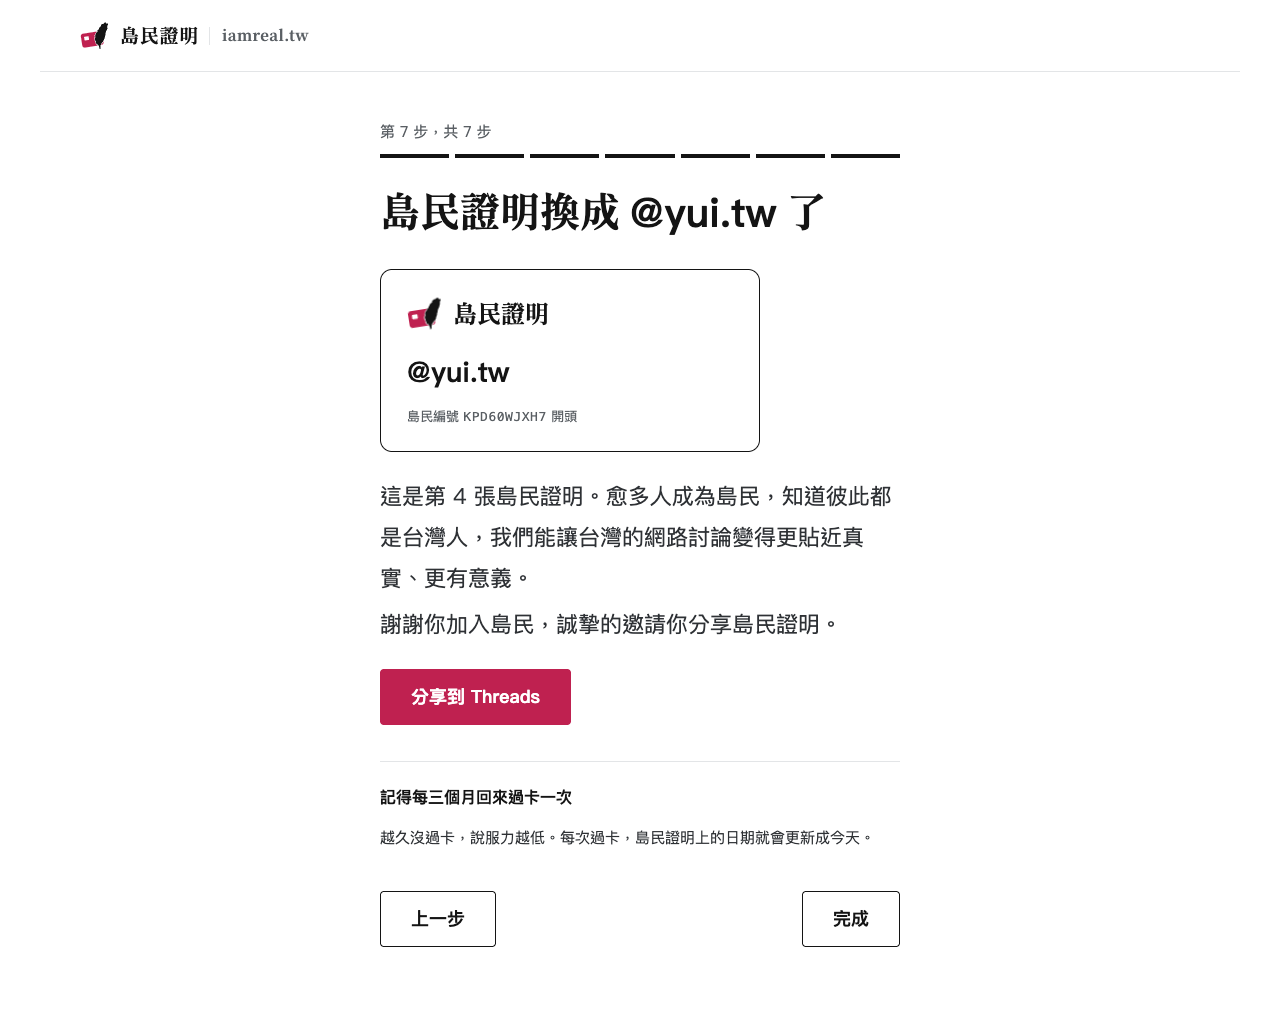 島民證明 iamreal.tw
第 7 步，共 7 步
島民證明換成 @yui.tw 了
島民證明
@yui.tw
島民編號 KPD60WJXH7 開頭
這是第 4 張島民證明。愈多人成為島民，知道彼此都
是台灣人，我們能讓台灣的網路討論變得更貼近真
實、更有意義。
謝謝你加入島民，誠摯的邀請你分享島民證明。
分享到 Threads
記得每三個月回來過卡一次
越久沒過卡，說服力越低。每次過卡，島民證明上的日期就會更新成今天。
上一步
完成